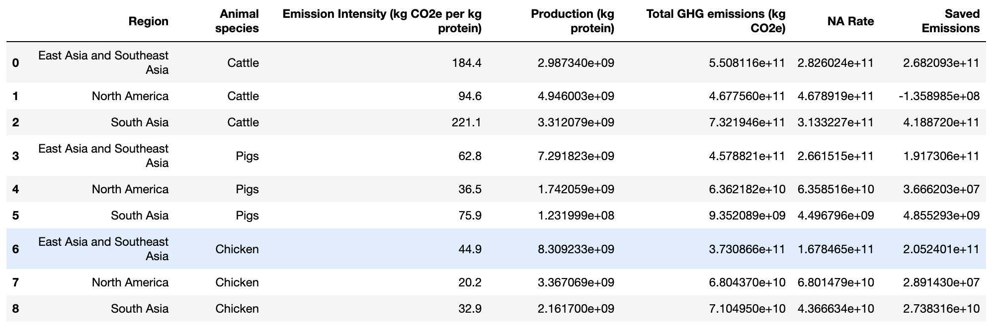 Region Animal species Emission Intensity (kg CO2e per kg protein) Production (kg protein) Total GHG emissions (kg CO2e) NA Rate Saved Emissions
0 East Asia and Southeast Asia Cattle 184.4 2.987340e+09 5.508116e+11 2.826024e+11 2.682093e+11
1 North America Cattle 94.6 4.946003e+09 4.677560e+11 4.678919e+11 -1.358985e+08
2 South Asia Cattle 221.1 3.312079e+09 7.321946e+11 3.133227e+11 4.188720e+11
3 East Asia and Southeast Asia Pigs 62.8 7.291823e+09 4.578821e+11 2.661515e+11 1.917306e+11
4 North America Pigs 36.5 1.742059e+09 6.362182e+10 6.358516e+10 3.666203e+07
5 South Asia Pigs 75.9 1.231999e+08 9.352089e+09 4.496796e+09 4.855293e+09
6 East Asia and Southeast Asia Chicken 44.9 8.309233e+09 3.730866e+11 1.678465e+11 2.052401e+11
7 North America Chicken 20.2 3.367069e+09 6.804370e+10 6.801479e+10 2.891430e+07
8 South Asia Chicken 32.9 2.161700e+09 7.104950e+10 4.366634e+10 2.738316e+10